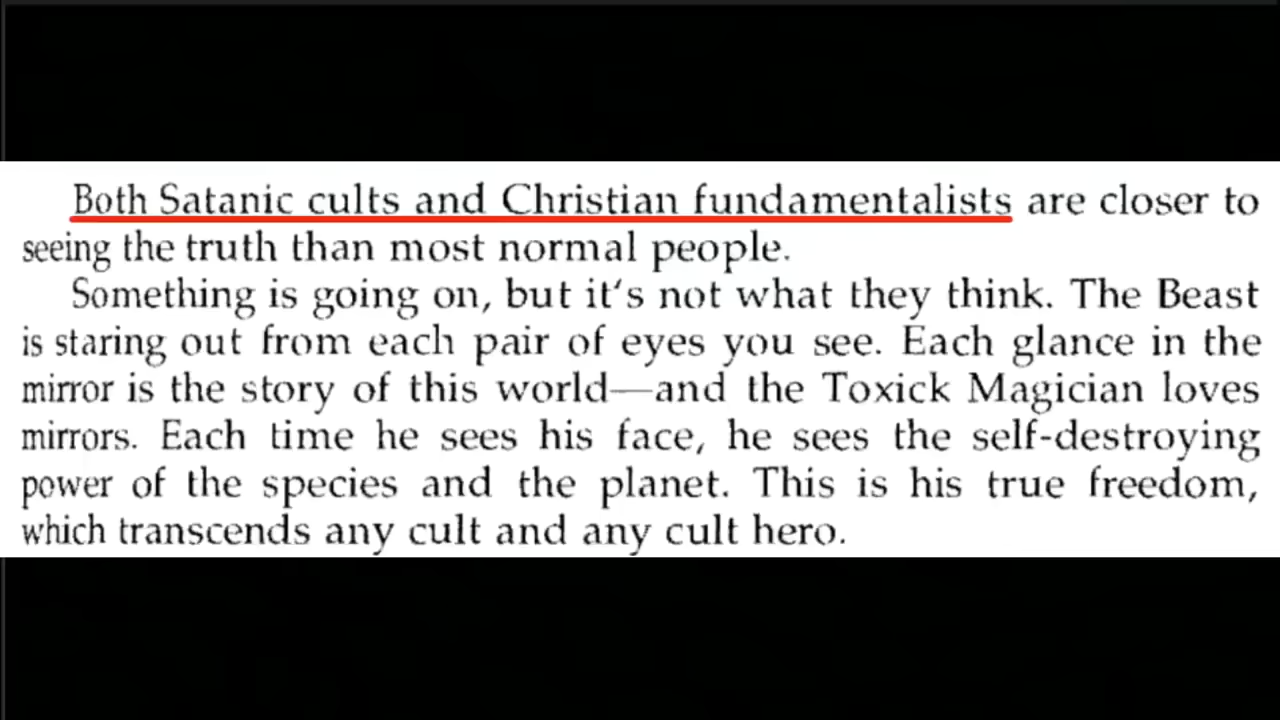 Both Satanic cults and Christian fundamentalists are closer to
seeing the truth than most normal people.
Something is going on, but it's not what they think. The Beast
is staring out from each pair of eyes you see. Each glance in the
mirror is the story of this world—and the Toxick Magician loves
mirrors. Each time he sees his face, he sees the self-destroying
power of the species and the planet. This is his true freedom,
which transcends any cult and any cult hero.